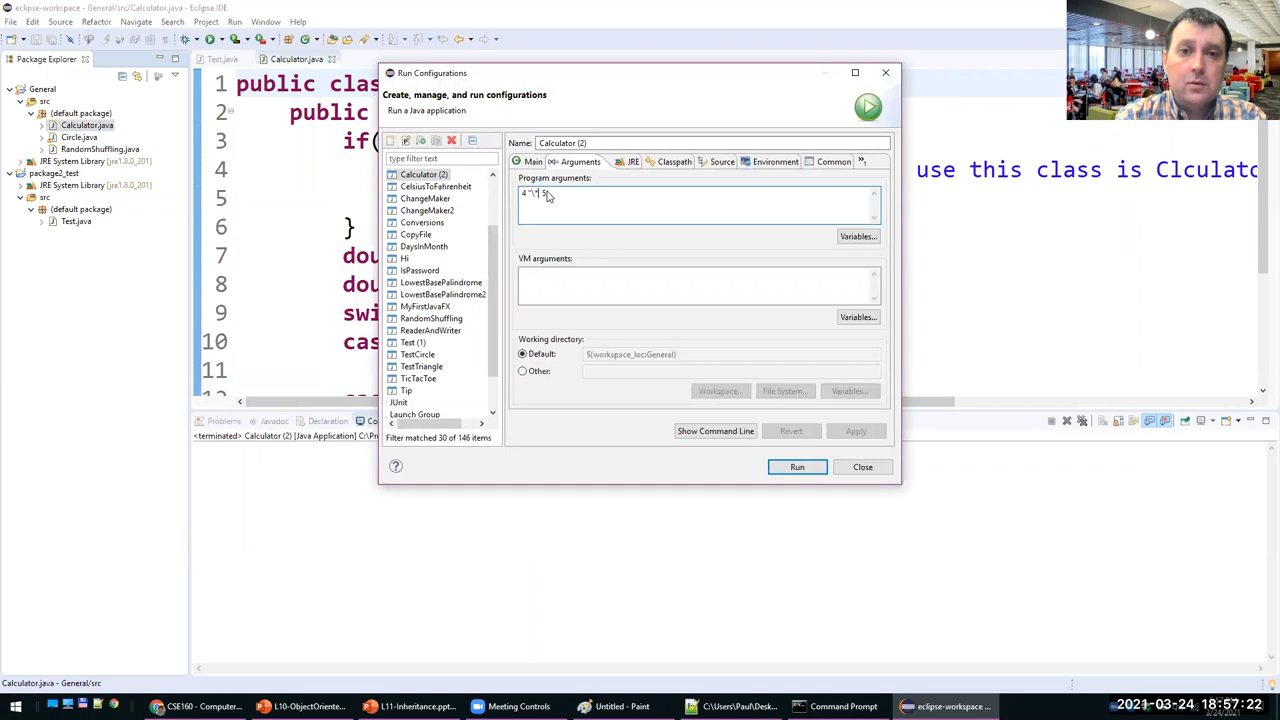 eclipse-workspace - General/src/Calculator.java - Eclipse IDE
File Edit Source Refactor Navigate Search Project Run Window Help
Package Explorer
General
src
(default package)
Calculator.java
Circle.java
RandomShuffling.java
JRE System Library [jre1.8.0_201]
package2_test
JRE System Library [jre1.8.0_201]
src
(default package)
Test.java
Test.java Calculator.java
1 public clas
2 public
3 if(
4 use this class is Clculato
5
6 }
7 dou
8 dou
9 swi
10 cas
11
Run Configurations
Create, manage, and run configurations
Run a Java application
type filter text
Calculator (2)
CelsiusToFahrenheit
ChangeMaker
ChangeMaker2
Conversions
CopyFile
DaysInMonth
Hi
IsPassword
LowestBasePalindrome
LowestBasePalindrome2
MyFirstJavaFX
RandomShuffling
ReaderAndWriter
Test (1)
TestCircle
TestTriangle
TicTacToe
Tip
JUnit
Launch Group
Filter matched 30 of 146 items
Name: Calculator (2)
Main Arguments JRE Classpath Source Environment Common »1
Program arguments:
4 "\* 5
Variables...
VM arguments:
Variables...
Working directory:
Default: ${workspace_loc:General}
Other:
Workspace... File System... Variables...
Show Command Line Revert Apply
Run Close
Problems Javadoc Declaration Co
<terminated> Calculator (2) [Java Application] C:\Pr
Calculator.java - General/src
CSE160 - Computer... L10-ObjectOriente... L11-Inheritance.ppt... Meeting Controls Untitled - Paint C:\Users\Paul\Desk... Command Prompt eclipse-workspace ...
2021-03-24 18:57:22